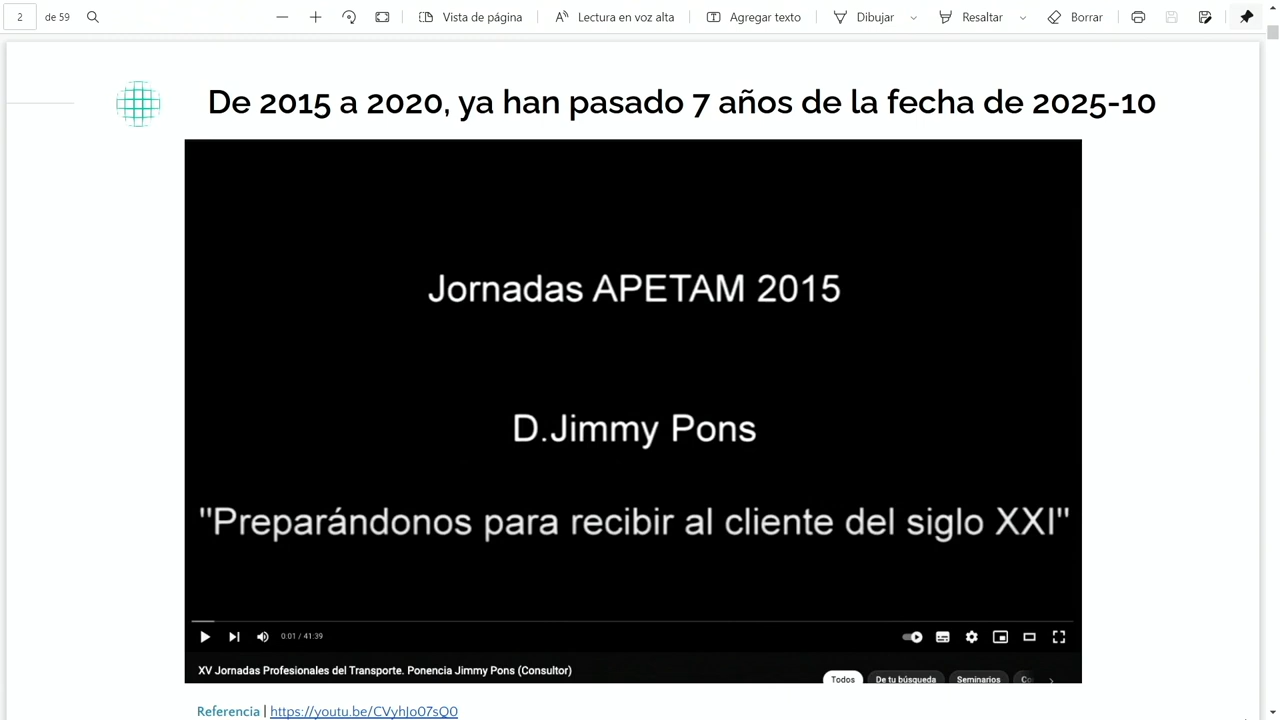 2 de 59 Vista de página Lectura en voz alta Agregar texto Dibujar Resaltar Borrar
De 2015 a 2020, ya han pasado 7 años de la fecha de 2025-10
Jornadas APETAM 2015
D.Jimmy Pons
"Preparándonos para recibir al cliente del siglo XXI"
0:01 / 41:39
XV Jornadas Profesionales del Transporte. Ponencia Jimmy Pons (Consultor)
Todos De tu búsqueda Seminarios
Referencia | https://youtu.be/CVyhJo07sQ0